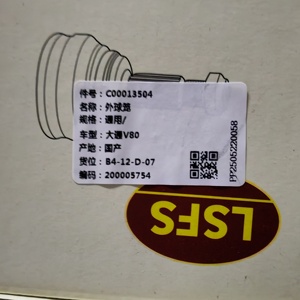 件号：C00013504
名称：外球笼
规格：通用/
车型：大通V80
产地：国产
货位：B4-12-D-07
编码：200005754
PP2505220058
LSFS